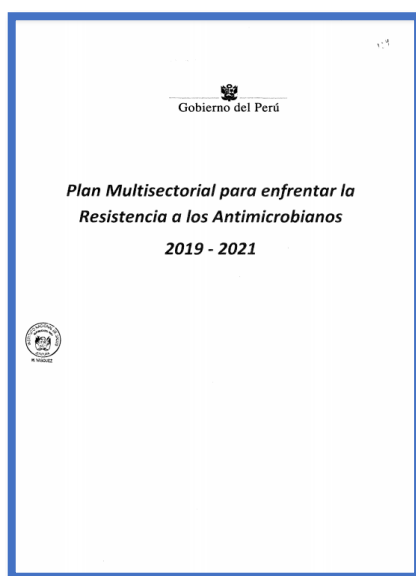 Gobierno del Perú
Plan Multisectorial para enfrentar la
Resistencia a los Antimicrobianos
2019 - 2021